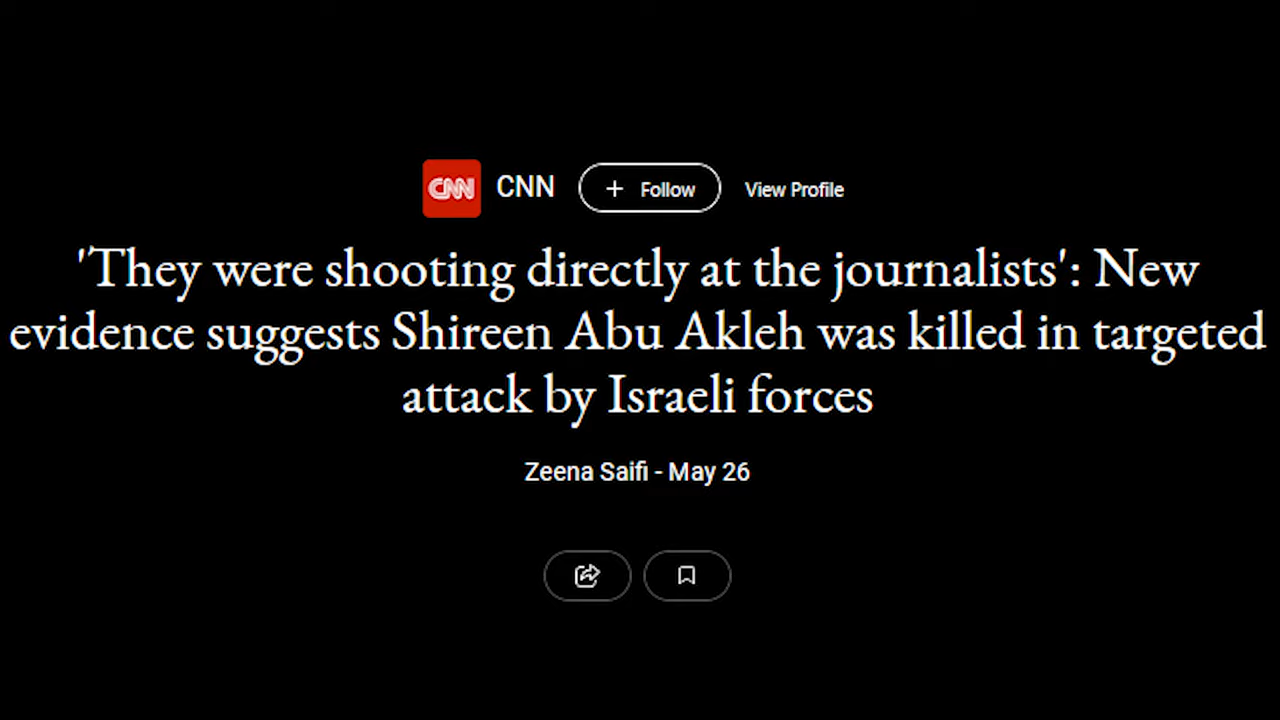 CNN CNN + Follow View Profile
'They were shooting directly at the journalists': New
evidence suggests Shireen Abu Akleh was killed in targeted
attack by Israeli forces
Zeena Saifi - May 26